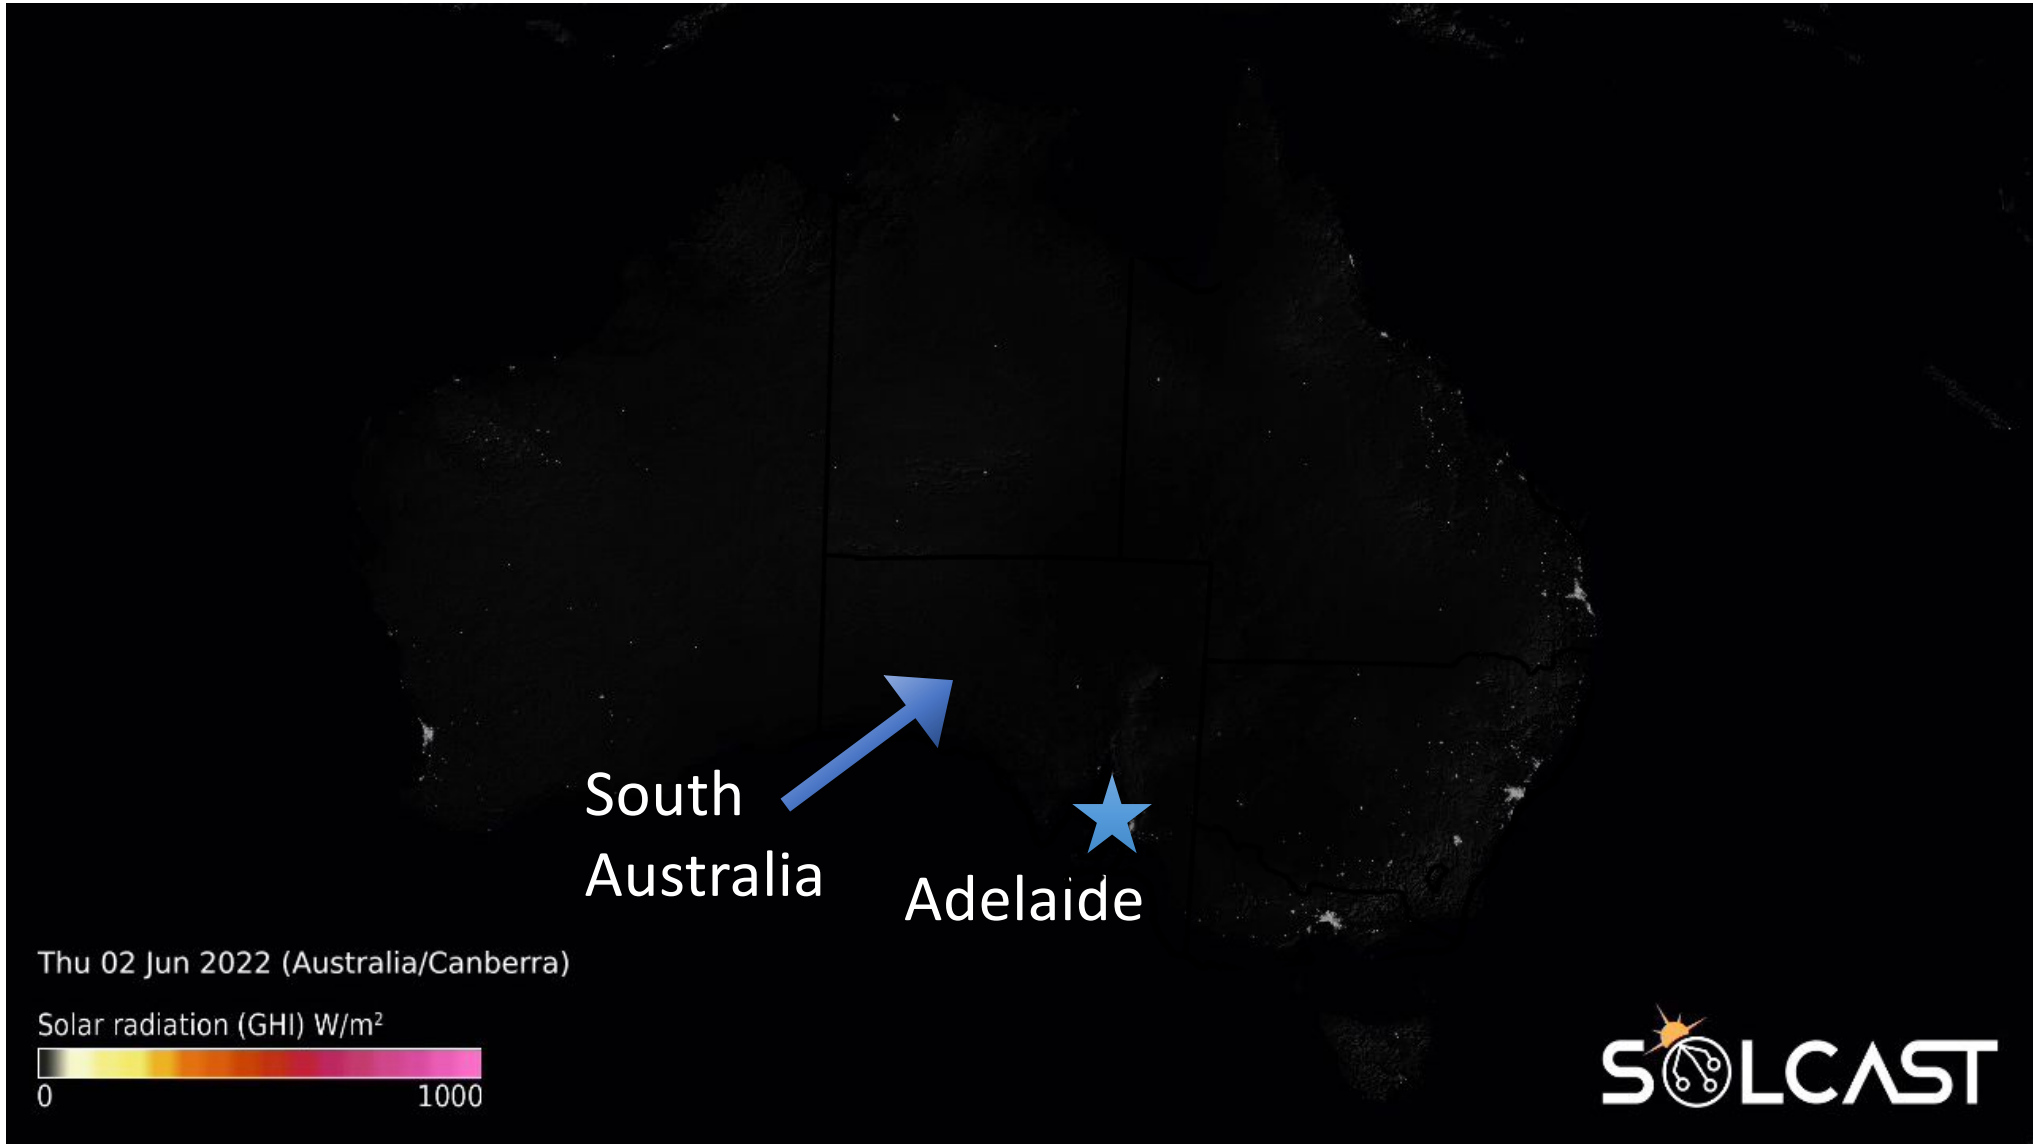 South
Australia
Adelaide
Thu 02 Jun 2022 (Australia/Canberra)
Solar radiation (GHI) W/m²
0 1000
SOLCAST